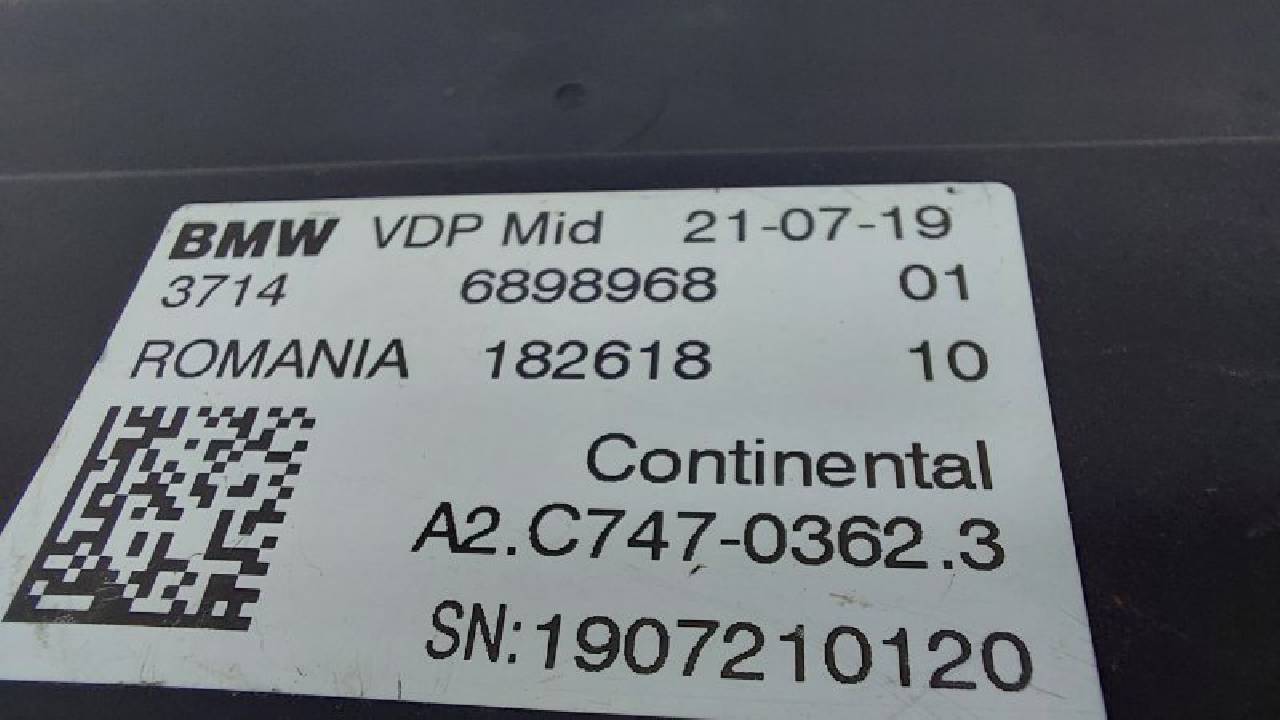 BMW VDP Mid 21-07-19
3714 6898968 01
ROMANIA 182618 10
Continental
A2.C747-0362.3
SN:1907210120